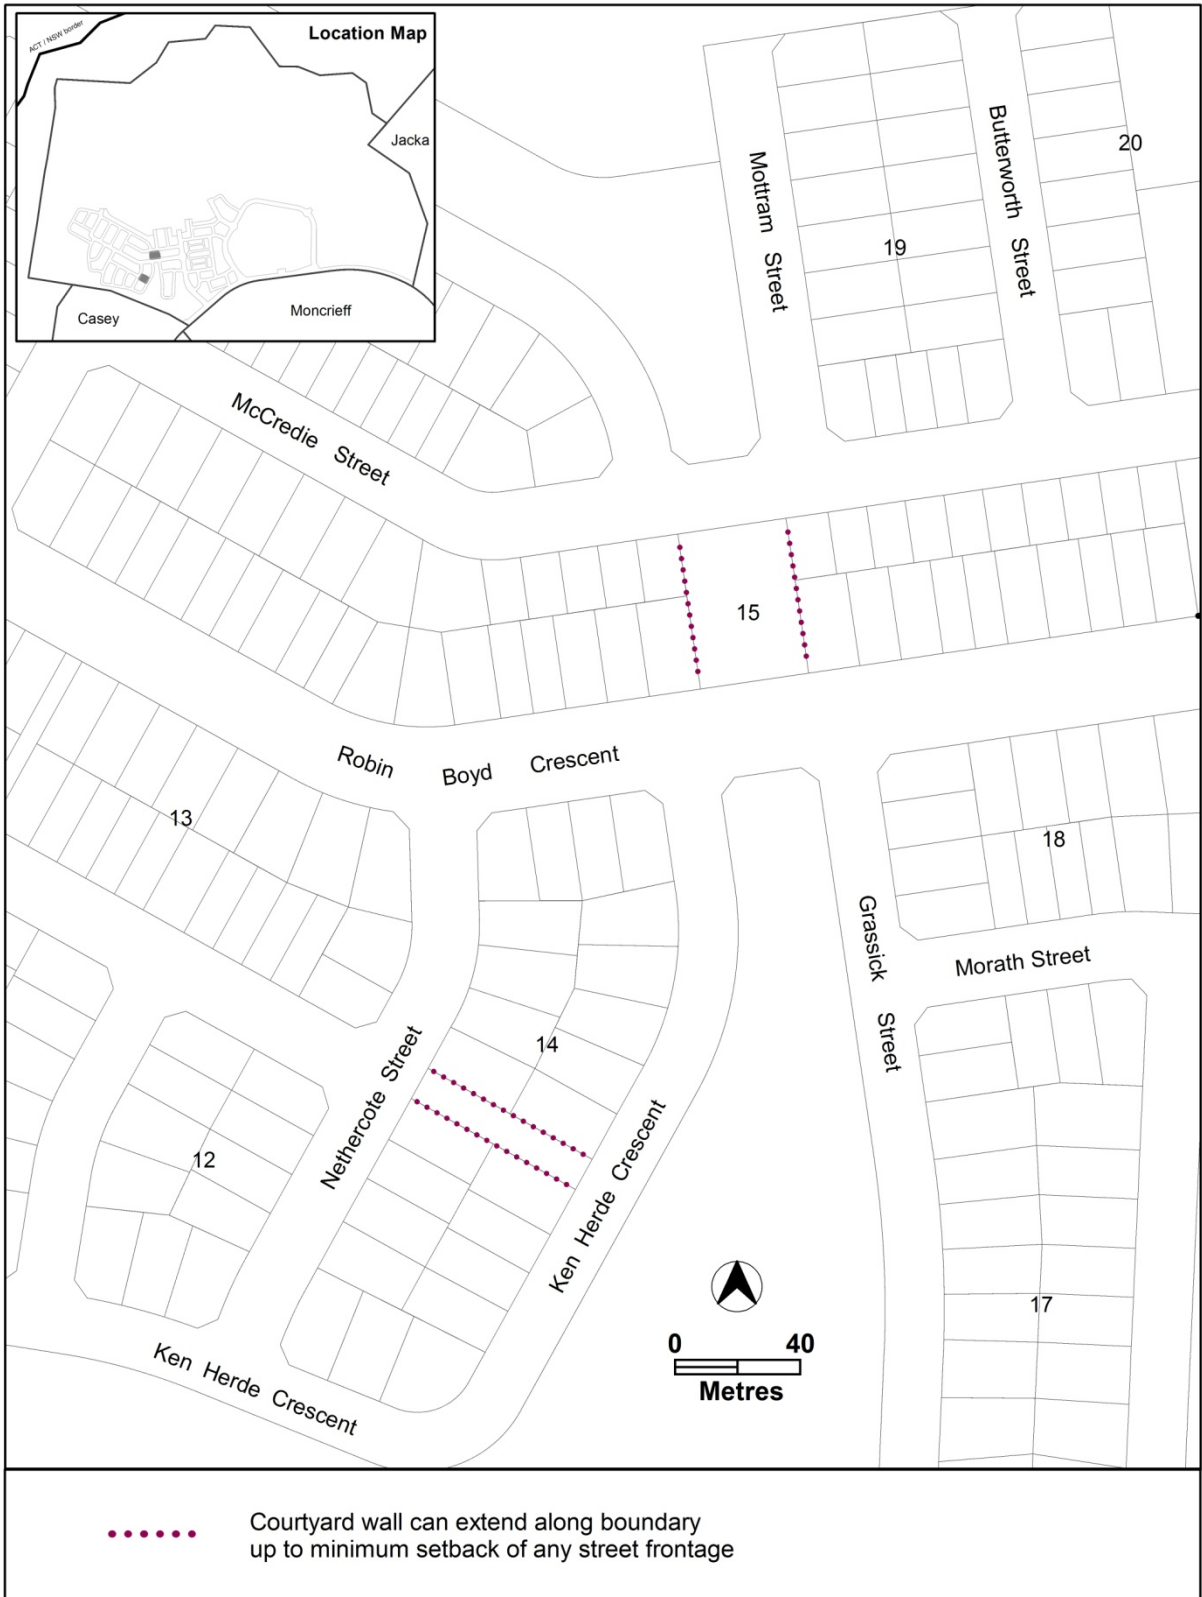 Location Map
ACT / NSW border
Jacka
Casey
Moncrieff
Mottram Street
Butterworth Street
20
19
McCredie Street
15
Robin Boyd Crescent
13
18
Grassick Street
Morath Street
14
Nethercote Street
12
Ken Herde Crescent
17
Ken Herde Crescent
0 40
Metres
Courtyard wall can extend along boundary
up to minimum setback of any street frontage